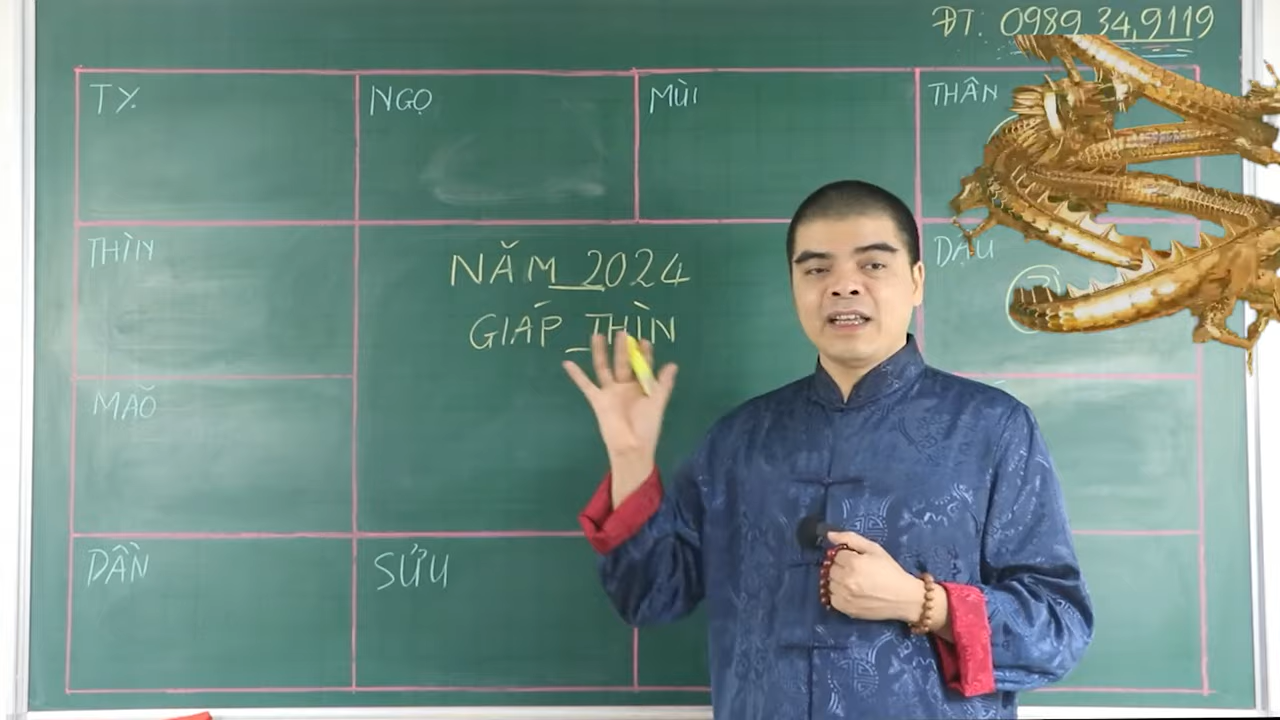 ĐT: 0989.34.9119
TỴ
NGỌ
MÙI
THÂN
THÌN
NĂM 2024
DẬU
GIÁP THÌN
MÃO
DẦN
SỬU